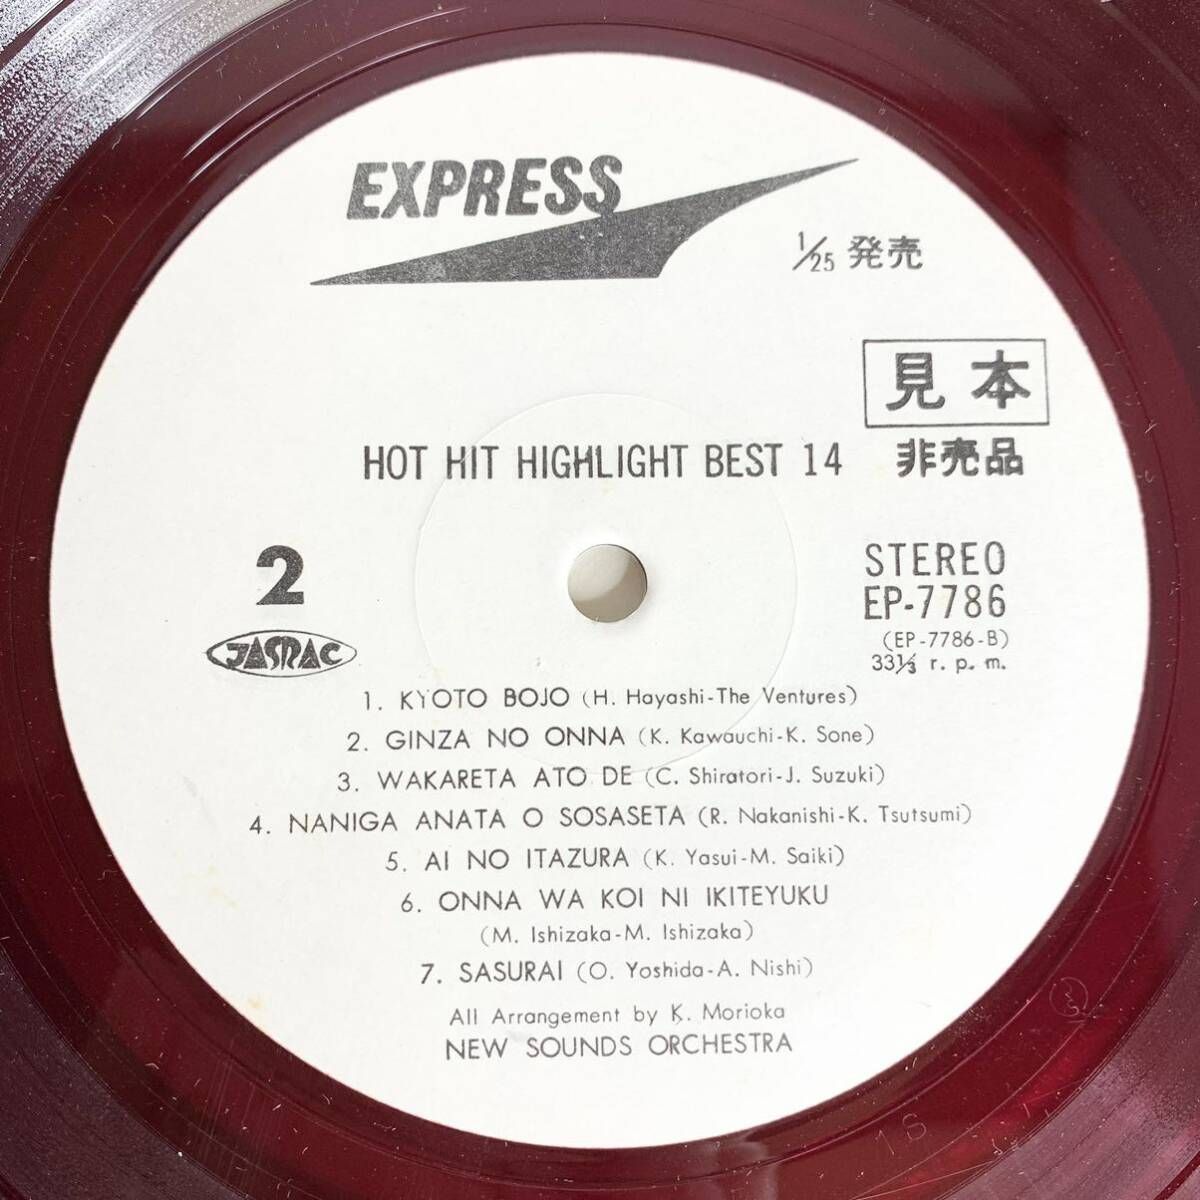 EXPRESS
1/25 発売
見本
HOT HIT HIGHLIGHT BEST 14 非売品
2
STEREO
EP-7786
(EP-7786-B)
33⅓ r. p. m.
JASRAC
1. KYOTO BOJO (H. Hayashi-The Ventures)
2. GINZA NO ONNA (K. Kawauchi-K. Sone)
3. WAKARETA ATO DE (C. Shiratori-J. Suzuki)
4. NANIGA ANATA O SOSASETA (R. Nakanishi-K. Tsutsumi)
5. AI NO ITAZURA (K. Yasui-M. Saiki)
6. ONNA WA KOI NI IKITEYUKU
(M. Ishizaka-M. Ishizaka)
7. SASURAI (O. Yoshida-A. Nishi)
All Arrangement by K. Morioka
NEW SOUNDS ORCHESTRA
16